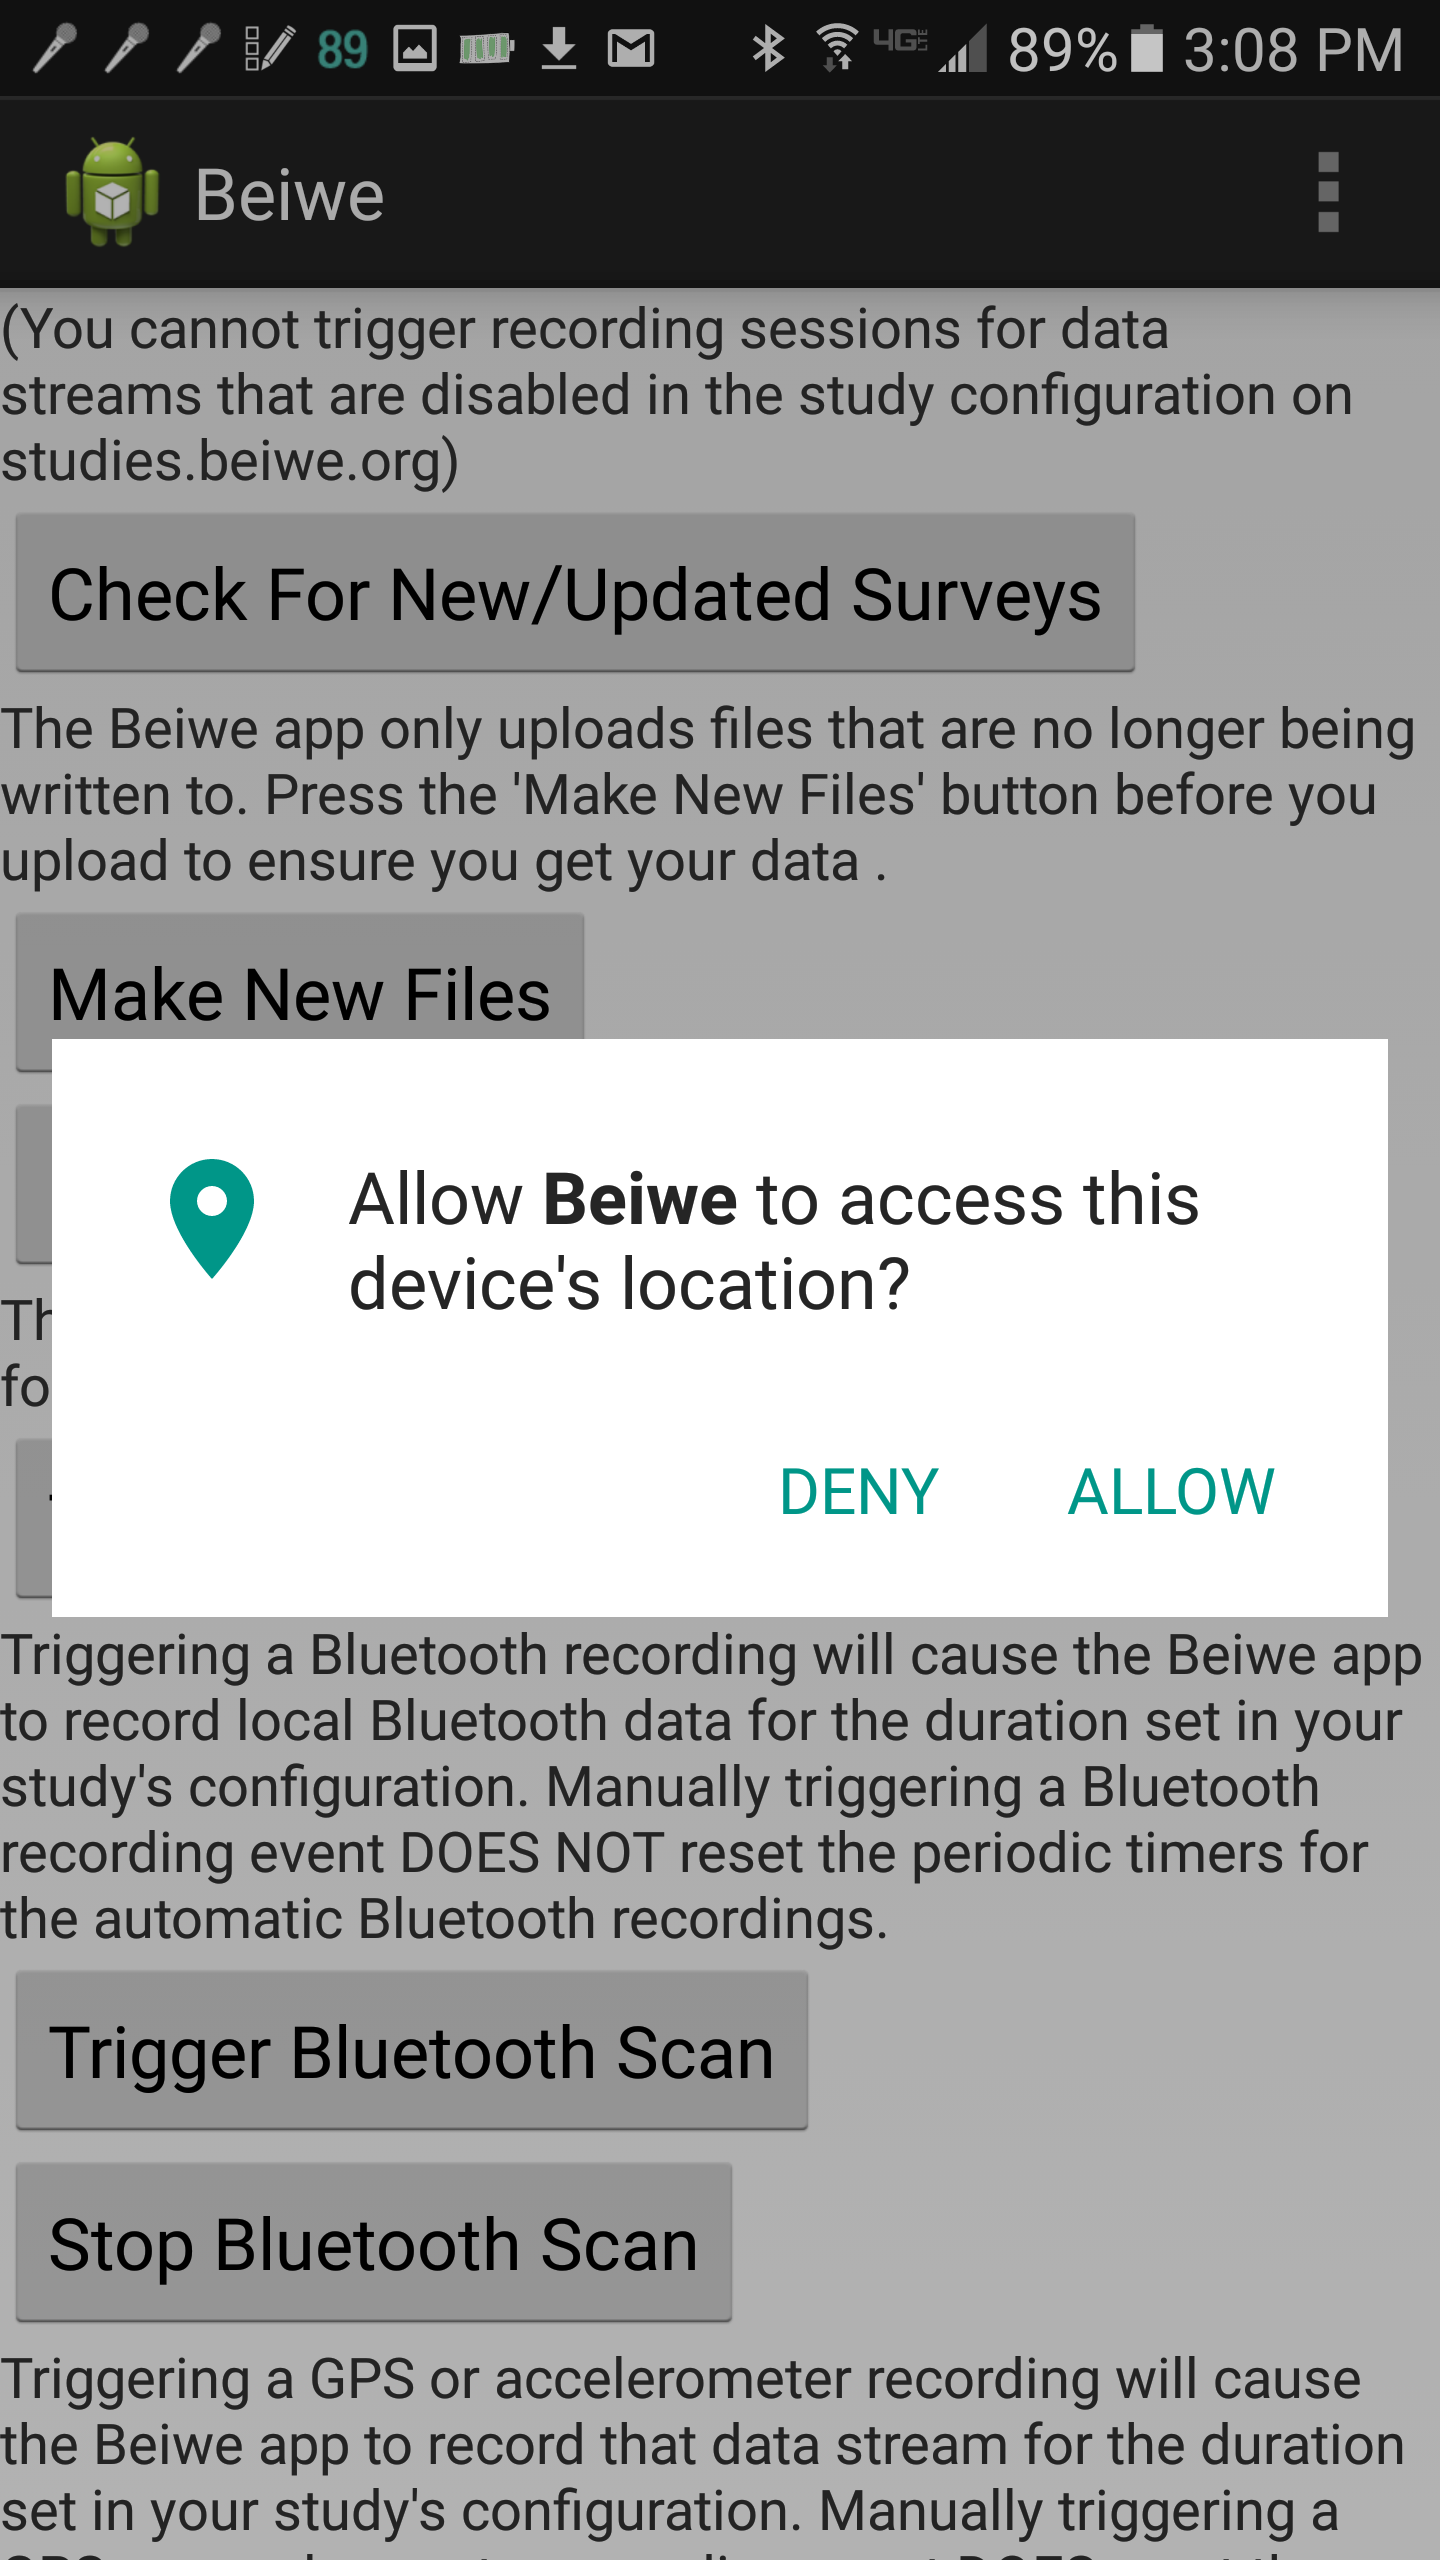 89 4G LTE 89% 3:08 PM
Beiwe
(You cannot trigger recording sessions for data
streams that are disabled in the study configuration on
studies.beiwe.org)
Check For New/Updated Surveys
The Beiwe app only uploads files that are no longer being
written to. Press the 'Make New Files' button before you
upload to ensure you get your data .
Make New Files
Allow Beiwe to access this
device's location?
DENY ALLOW
Triggering a Bluetooth recording will cause the Beiwe app
to record local Bluetooth data for the duration set in your
study's configuration. Manually triggering a Bluetooth
recording event DOES NOT reset the periodic timers for
the automatic Bluetooth recordings.
Trigger Bluetooth Scan
Stop Bluetooth Scan
Triggering a GPS or accelerometer recording will cause
the Beiwe app to record that data stream for the duration
set in your study's configuration. Manually triggering a